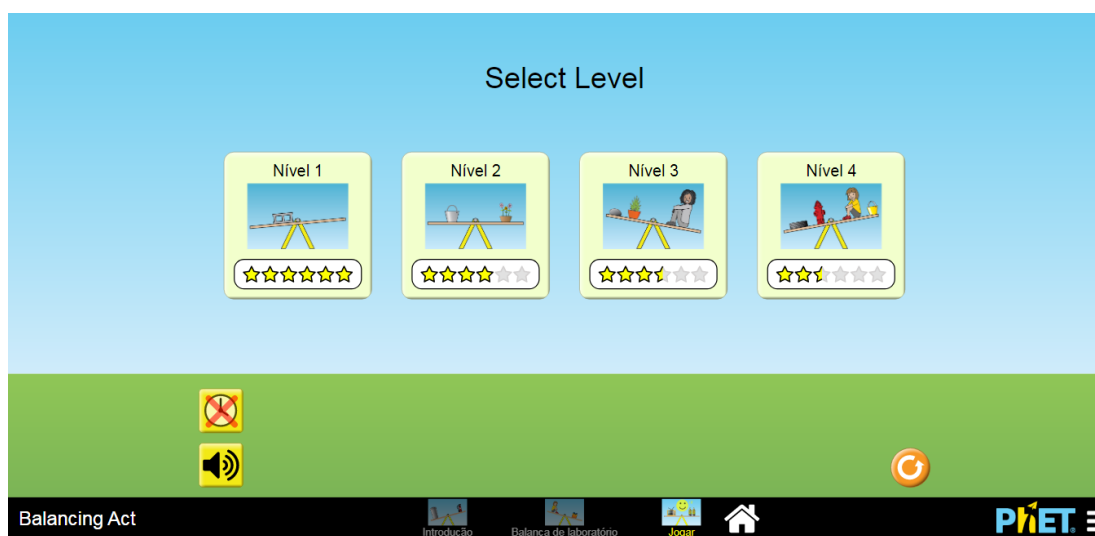 Select Level
Nível 1
Nível 2
Nível 3
Nível 4
Balancing Act
Introdução
Balança de laboratório
Jogar
PhET